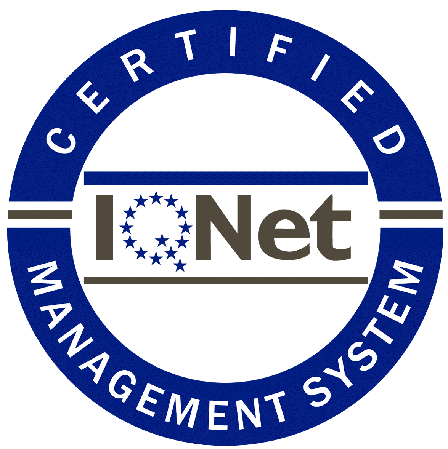 CERTIFIED
IQNet
MANAGEMENT SYSTEM